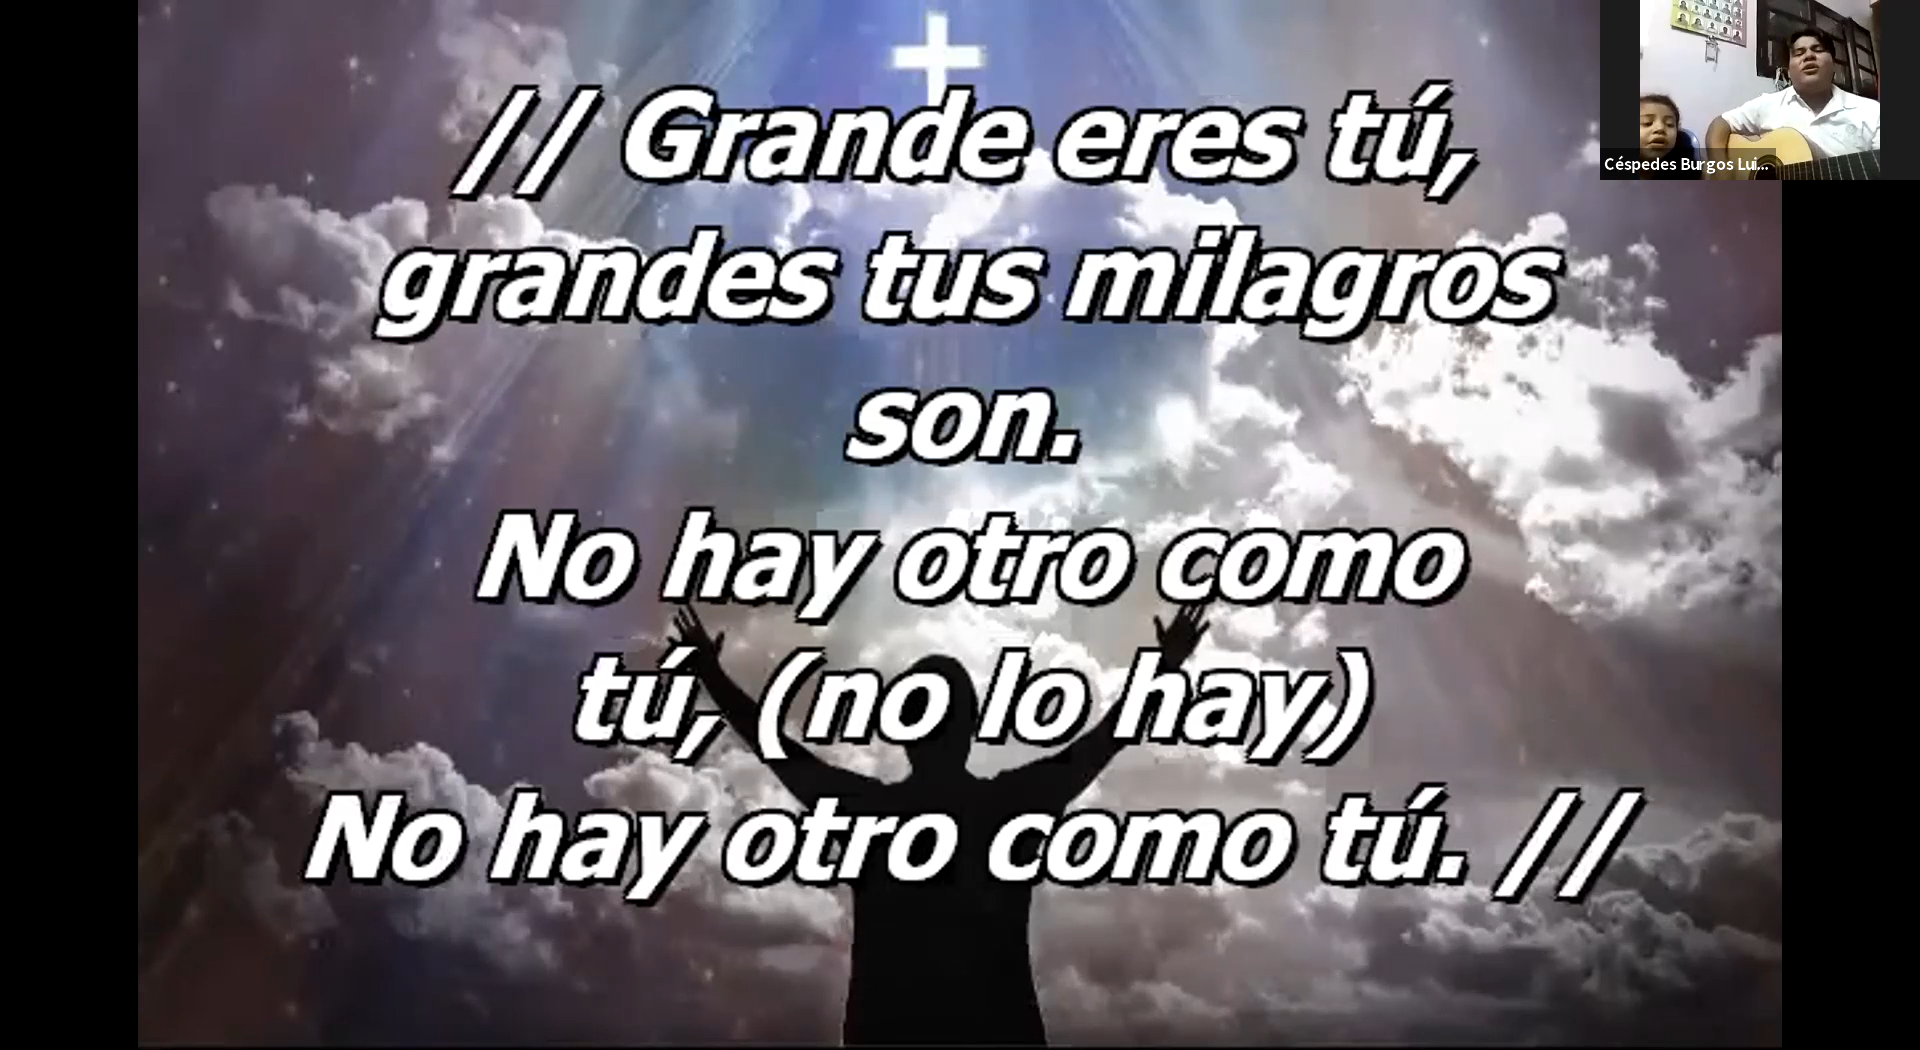 // Grande eres tú,
grandes tus milagros
son.
No hay otro como
tú, (no lo hay)
No hay otro como tú. //
Céspedes Burgos Lui...